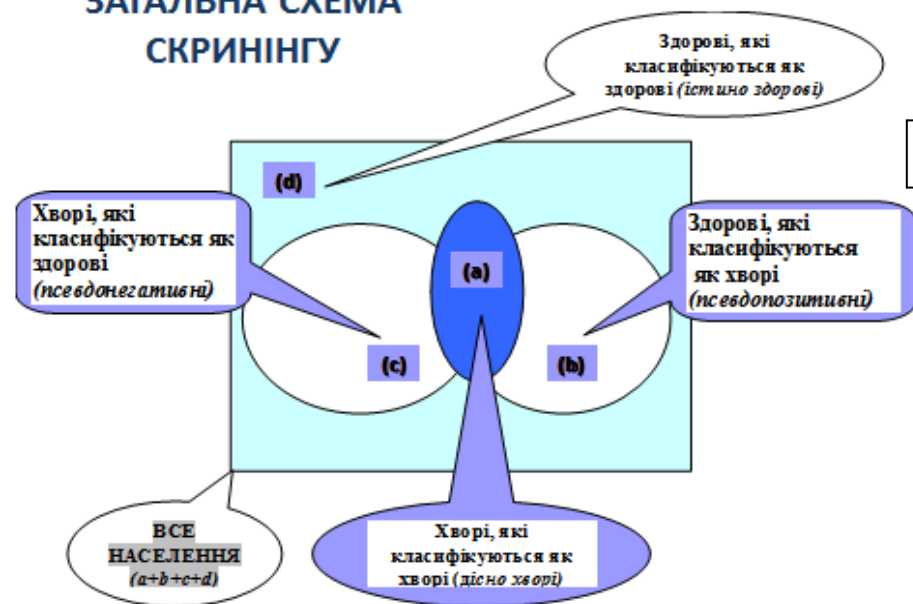 ЗАГАЛЬНА СХЕМА
СКРИНІНГУ
Здорові, які
класифікуються як
здорові (істино здорові)
(d)
Хворі, які
класифікуються як
здорові
(псевдонегативні)
(a)
Здорові, які
класифікуються
як хворі
(псевдопозитивні)
(c)
(b)
ВСЕ
НАСЕЛЕННЯ
(a+b+c+d)
Хворі, які
класифікуються як
хворі (дісно хворі)